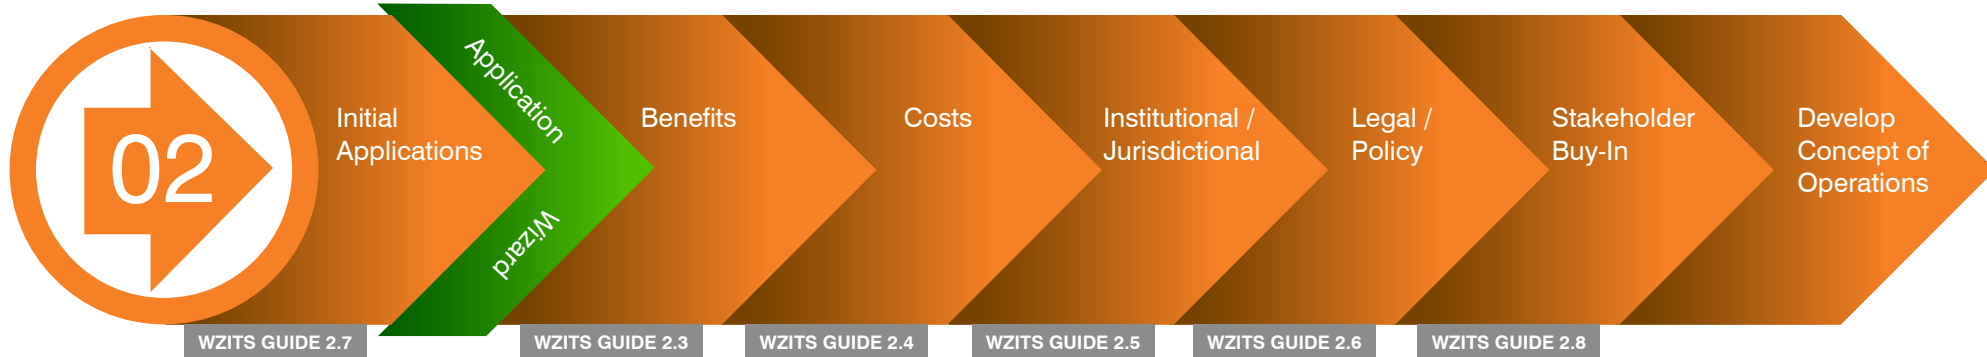 02
Initial
Applications
Application
Wizard
Benefits
Costs
Institutional /
Jurisdictional
Legal /
Policy
Stakeholder
Buy-In
Develop
Concept of
Operations
WZITS GUIDE 2.7
WZITS GUIDE 2.3
WZITS GUIDE 2.4
WZITS GUIDE 2.5
WZITS GUIDE 2.6
WZITS GUIDE 2.8